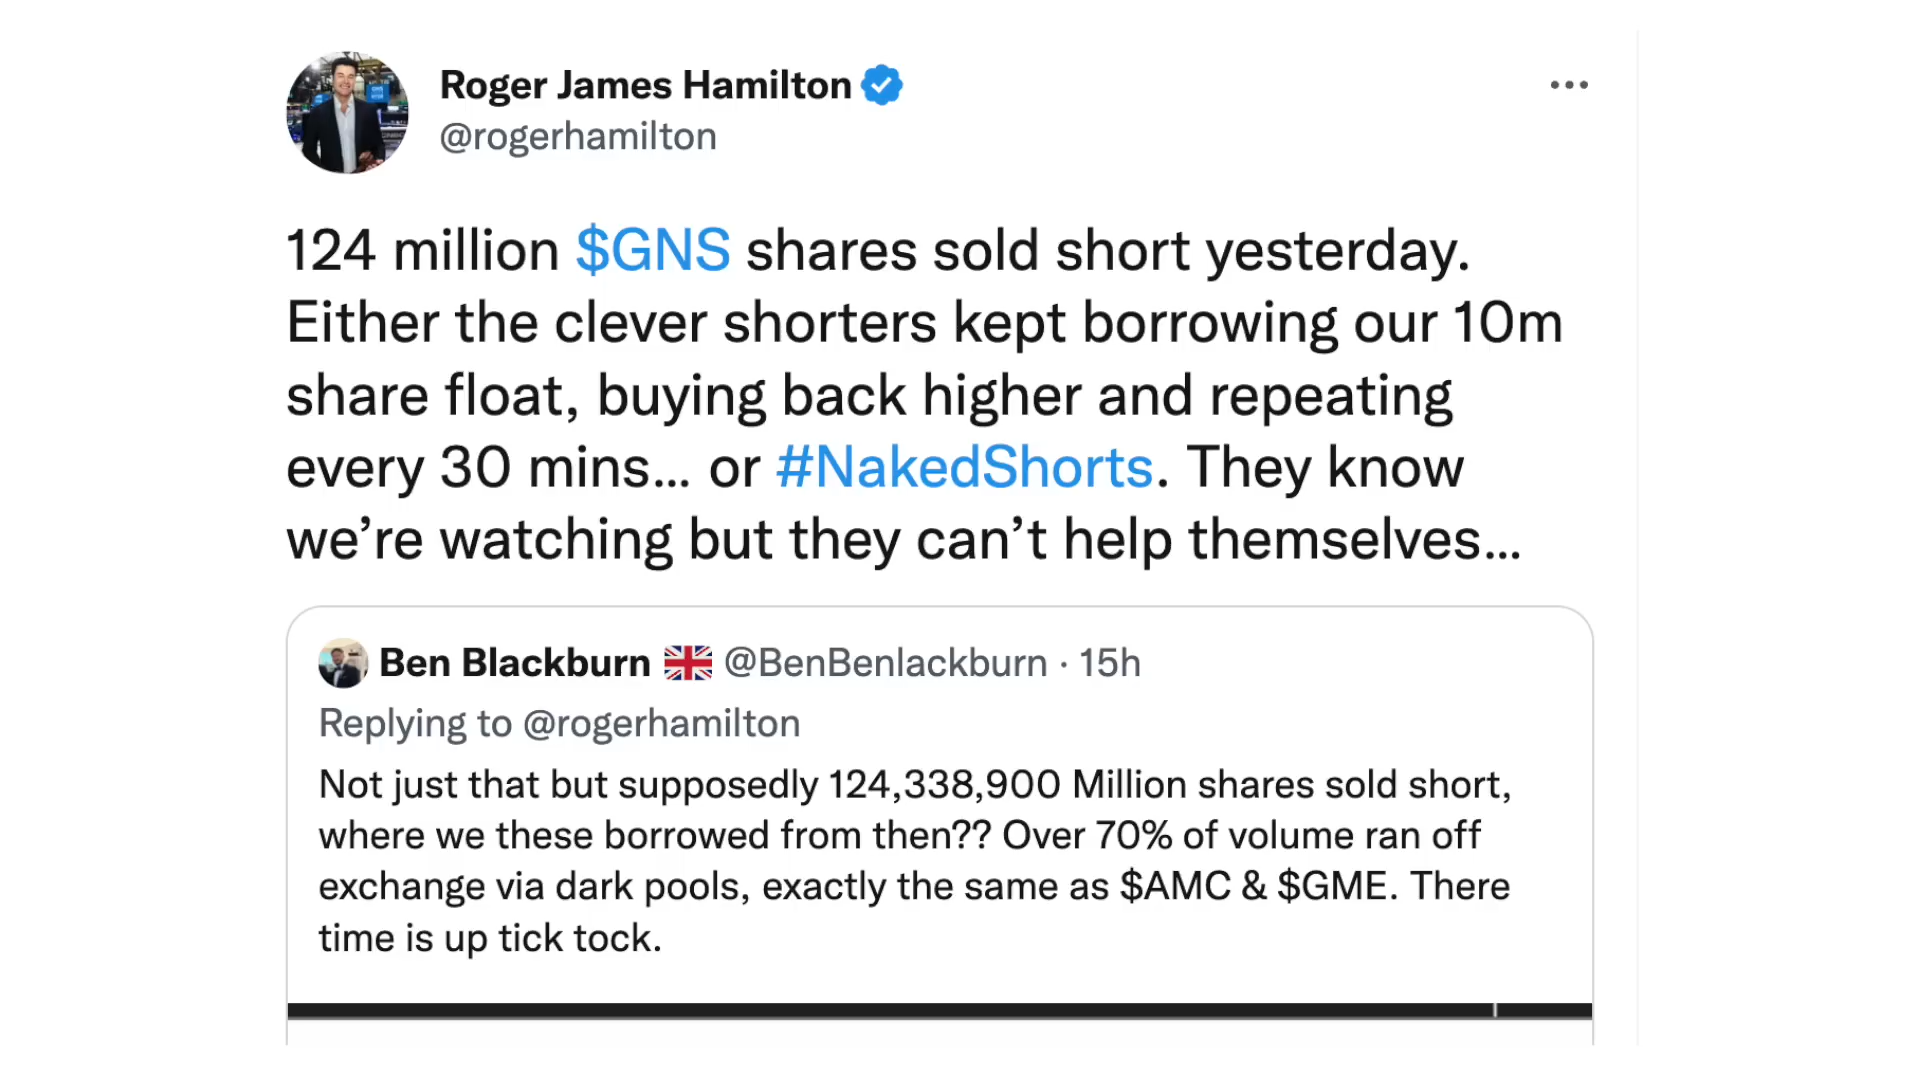 Roger James Hamilton
@rogerhamilton
124 million $GNS shares sold short yesterday.
Either the clever shorters kept borrowing our 10m
share float, buying back higher and repeating
every 30 mins... or #NakedShorts. They know
we’re watching but they can’t help themselves...
Ben Blackburn 🇬🇧 @BenBenlackburn · 15h
Replying to @rogerhamilton
Not just that but supposedly 124,338,900 Million shares sold short,
where we these borrowed from then?? Over 70% of volume ran off
exchange via dark pools, exactly the same as $AMC & $GME. There
time is up tick tock.